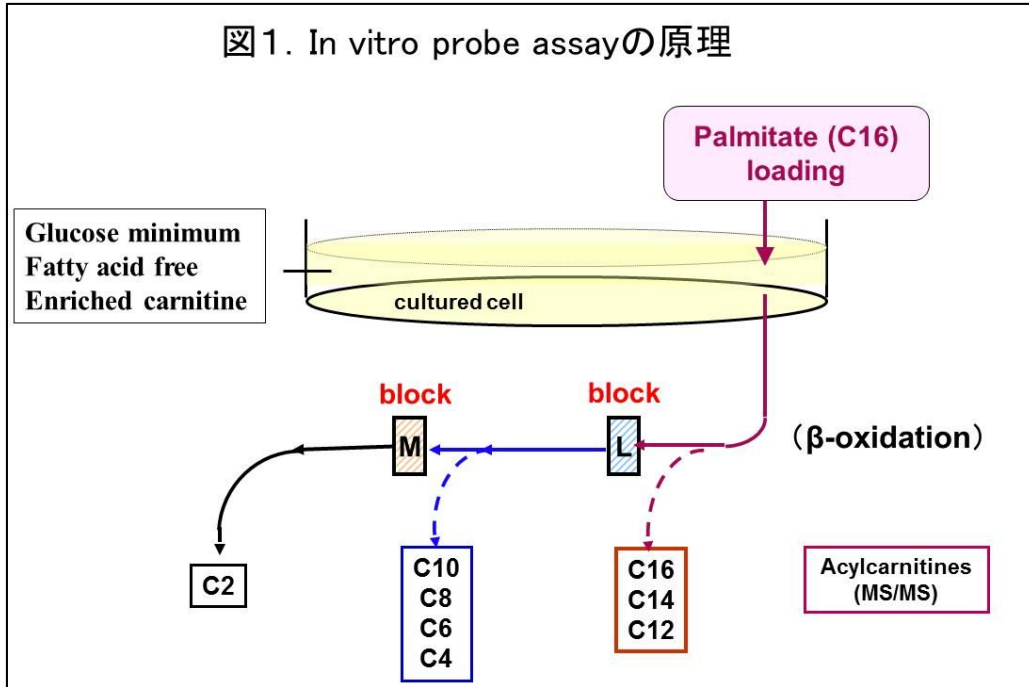 図1. In vitro probe assayの原理
Palmitate (C16)
loading
Glucose minimum
Fatty acid free
Enriched carnitine
cultured cell
block
block
M
L
（β-oxidation）
C2
C10
C8
C6
C4
C16
C14
C12
Acylcarnitines
(MS/MS)